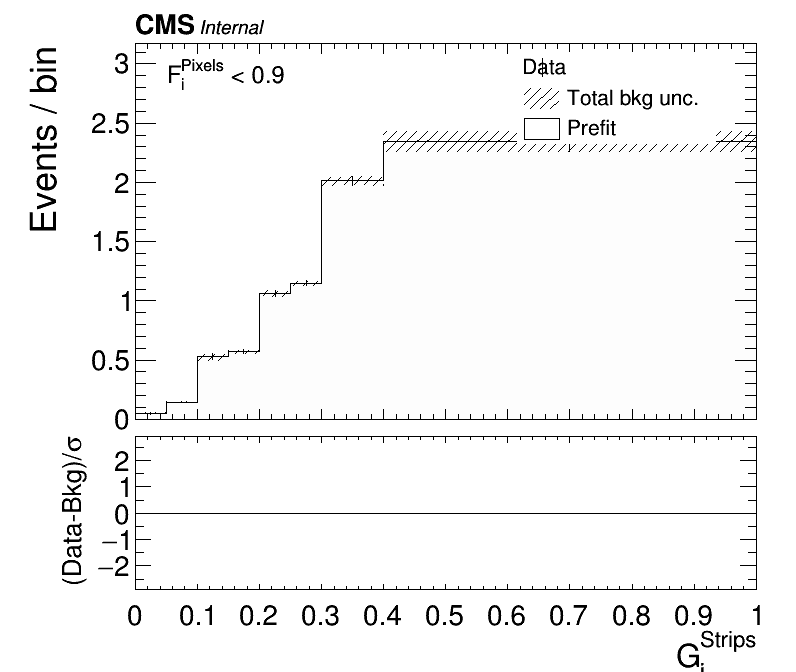 CMS Internal
F_i^Pixels < 0.9
Data
Total bkg unc.
Prefit
Events / bin
3
2.5
2
1.5
1
0.5
0
(Data-Bkg)/σ
2
1
0
−1
−2
0 0.1 0.2 0.3 0.4 0.5 0.6 0.7 0.8 0.9 1
G_i^Strips